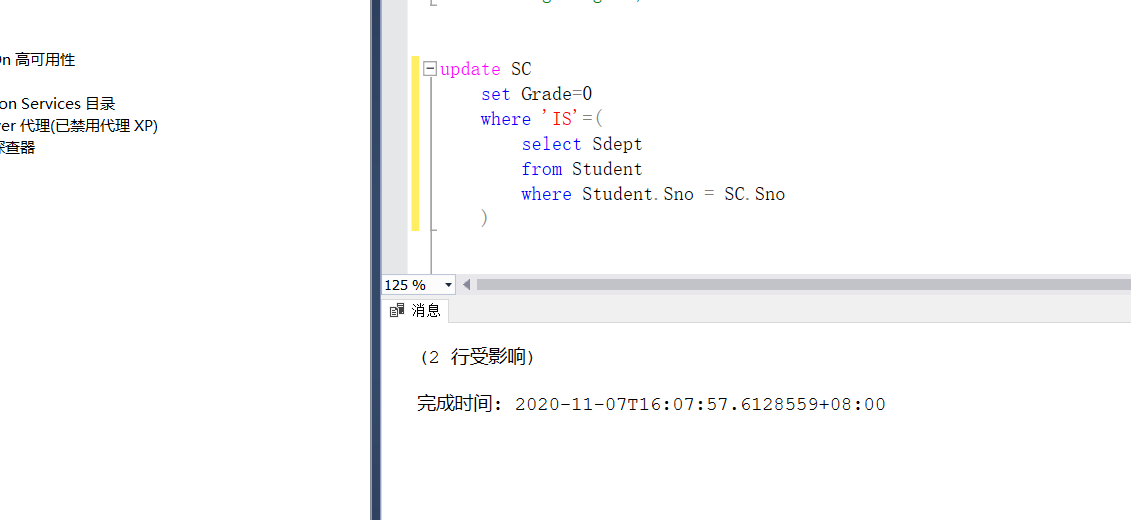 On 高可用性
on Services 目录
ver 代理(已禁用代理 XP)
探查器
update SC
set Grade=0
where 'IS'=(
select Sdept
from Student
where Student.Sno = SC.Sno
)
125 %
消息
(2 行受影响)
完成时间: 2020-11-07T16:07:57.6128559+08:00